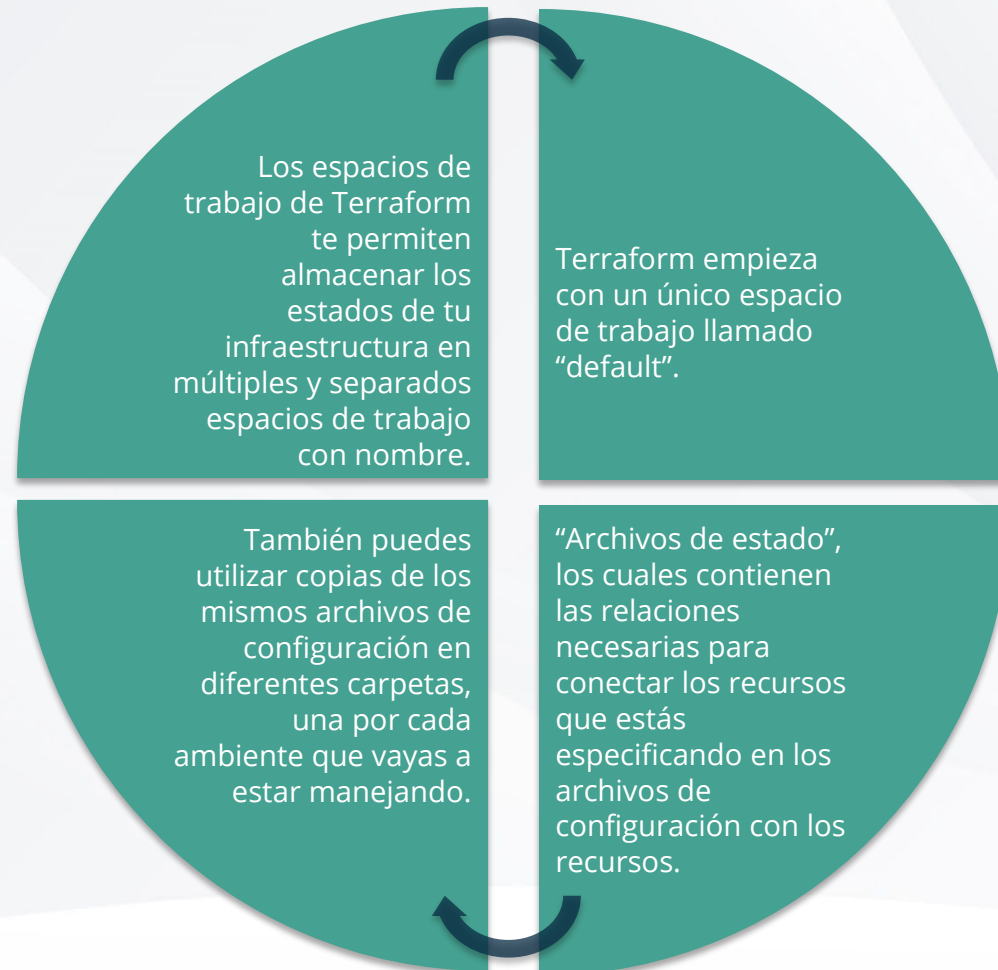 Los espacios de
trabajo de Terraform
te permiten
almacenar los
estados de tu
infraestructura en
múltiples y separados
espacios de trabajo
con nombre.
Terraform empieza
con un único espacio
de trabajo llamado
“default”.
“Archivos de estado”,
los cuales contienen
las relaciones
necesarias para
conectar los recursos
que estás
especificando en los
archivos de
configuración con los
recursos.
También puedes
utilizar copias de los
mismos archivos de
configuración en
diferentes carpetas,
una por cada
ambiente que vayas a
estar manejando.